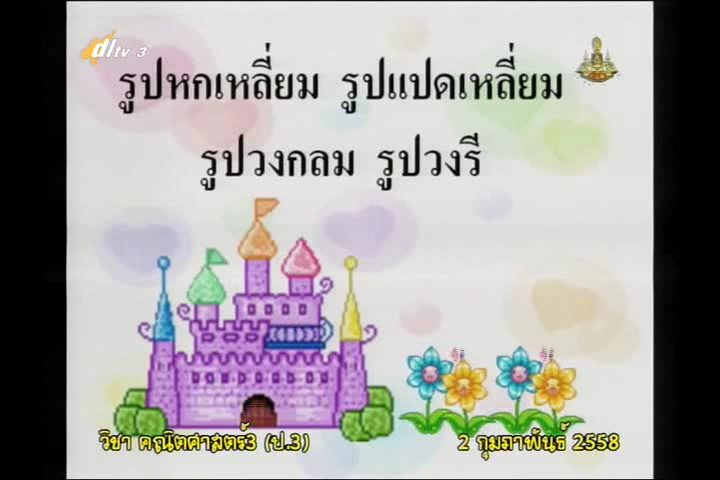 dltv 3
รูปหกเหลี่ยม รูปแปดเหลี่ยม
รูปวงกลม รูปวงรี
วิชา คณิตศาสตร์3 (ป.3)
2 กุมภาพันธ์ 2558